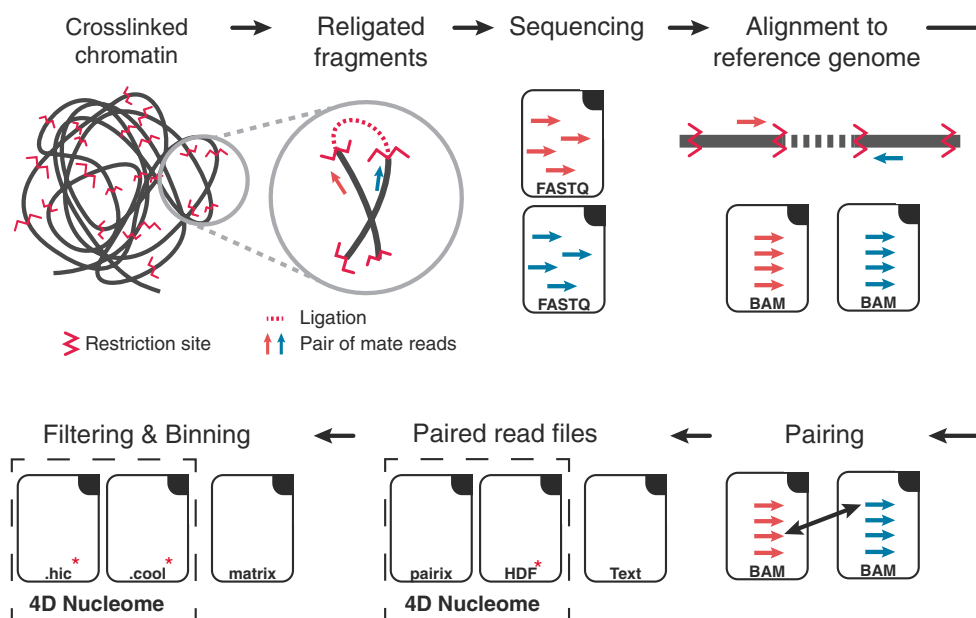 Crosslinked
chromatin
Religated
fragments
Sequencing
Alignment to
reference genome
FASTQ
FASTQ
BAM
BAM
Ligation
Restriction site
Pair of mate reads
Filtering & Binning
Paired read files
Pairing
.hic*
.cool*
matrix
pairix
HDF*
Text
BAM
BAM
4D Nucleome
4D Nucleome